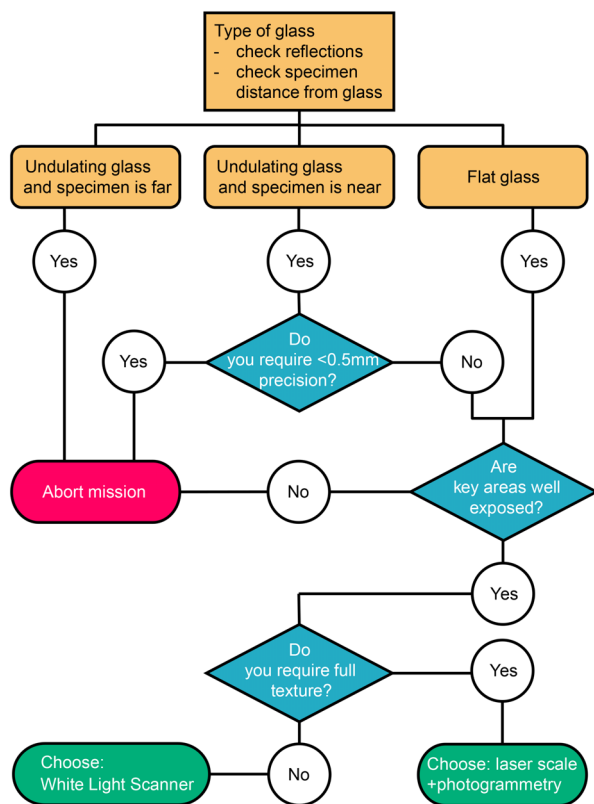 Type of glass
- check reflections
- check specimen
distance from glass
Undulating glass
and specimen is far
Undulating glass
and specimen is near
Flat glass
Yes
Yes
Yes
Do
you require <0.5mm
precision?
Yes
No
Are
key areas well
exposed?
No
Abort mission
Yes
Do
you require full
texture?
Yes
No
Choose:
White Light Scanner
Choose: laser scale
+photogrammetry